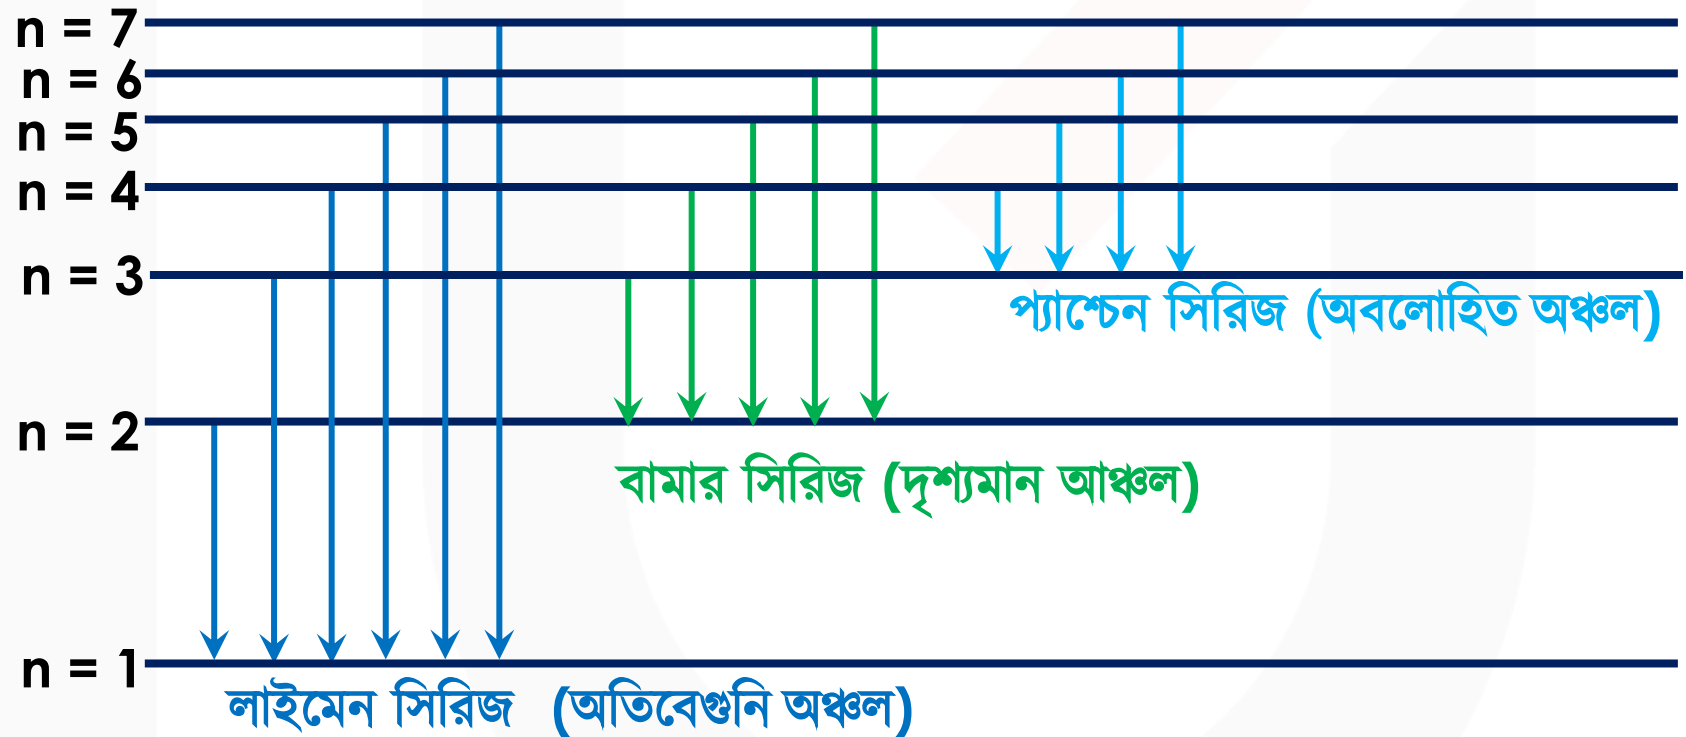 n = 7
n = 6
n = 5
n = 4
n = 3
প্যাশ্চেন সিরিজ (অবলোহিত অঞ্চল)
n = 2
বামার সিরিজ (দৃশ্যমান আঞ্চল)
n = 1
লাইমেন সিরিজ (অতিবেগুনি অঞ্চল)